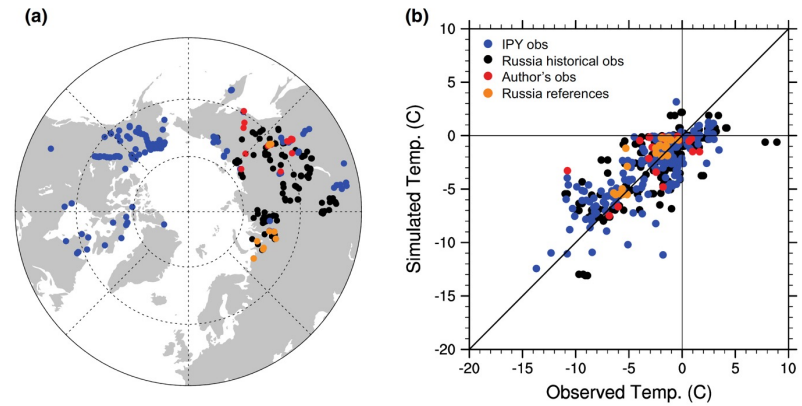 (a)
(b)
10
5
0
-5
-10
-15
-20
IPY obs
Russia historical obs
Author's obs
Russia references
-20 -15 -10 -5 0 5 10
Simulated Temp. (C)
Observed Temp. (C)